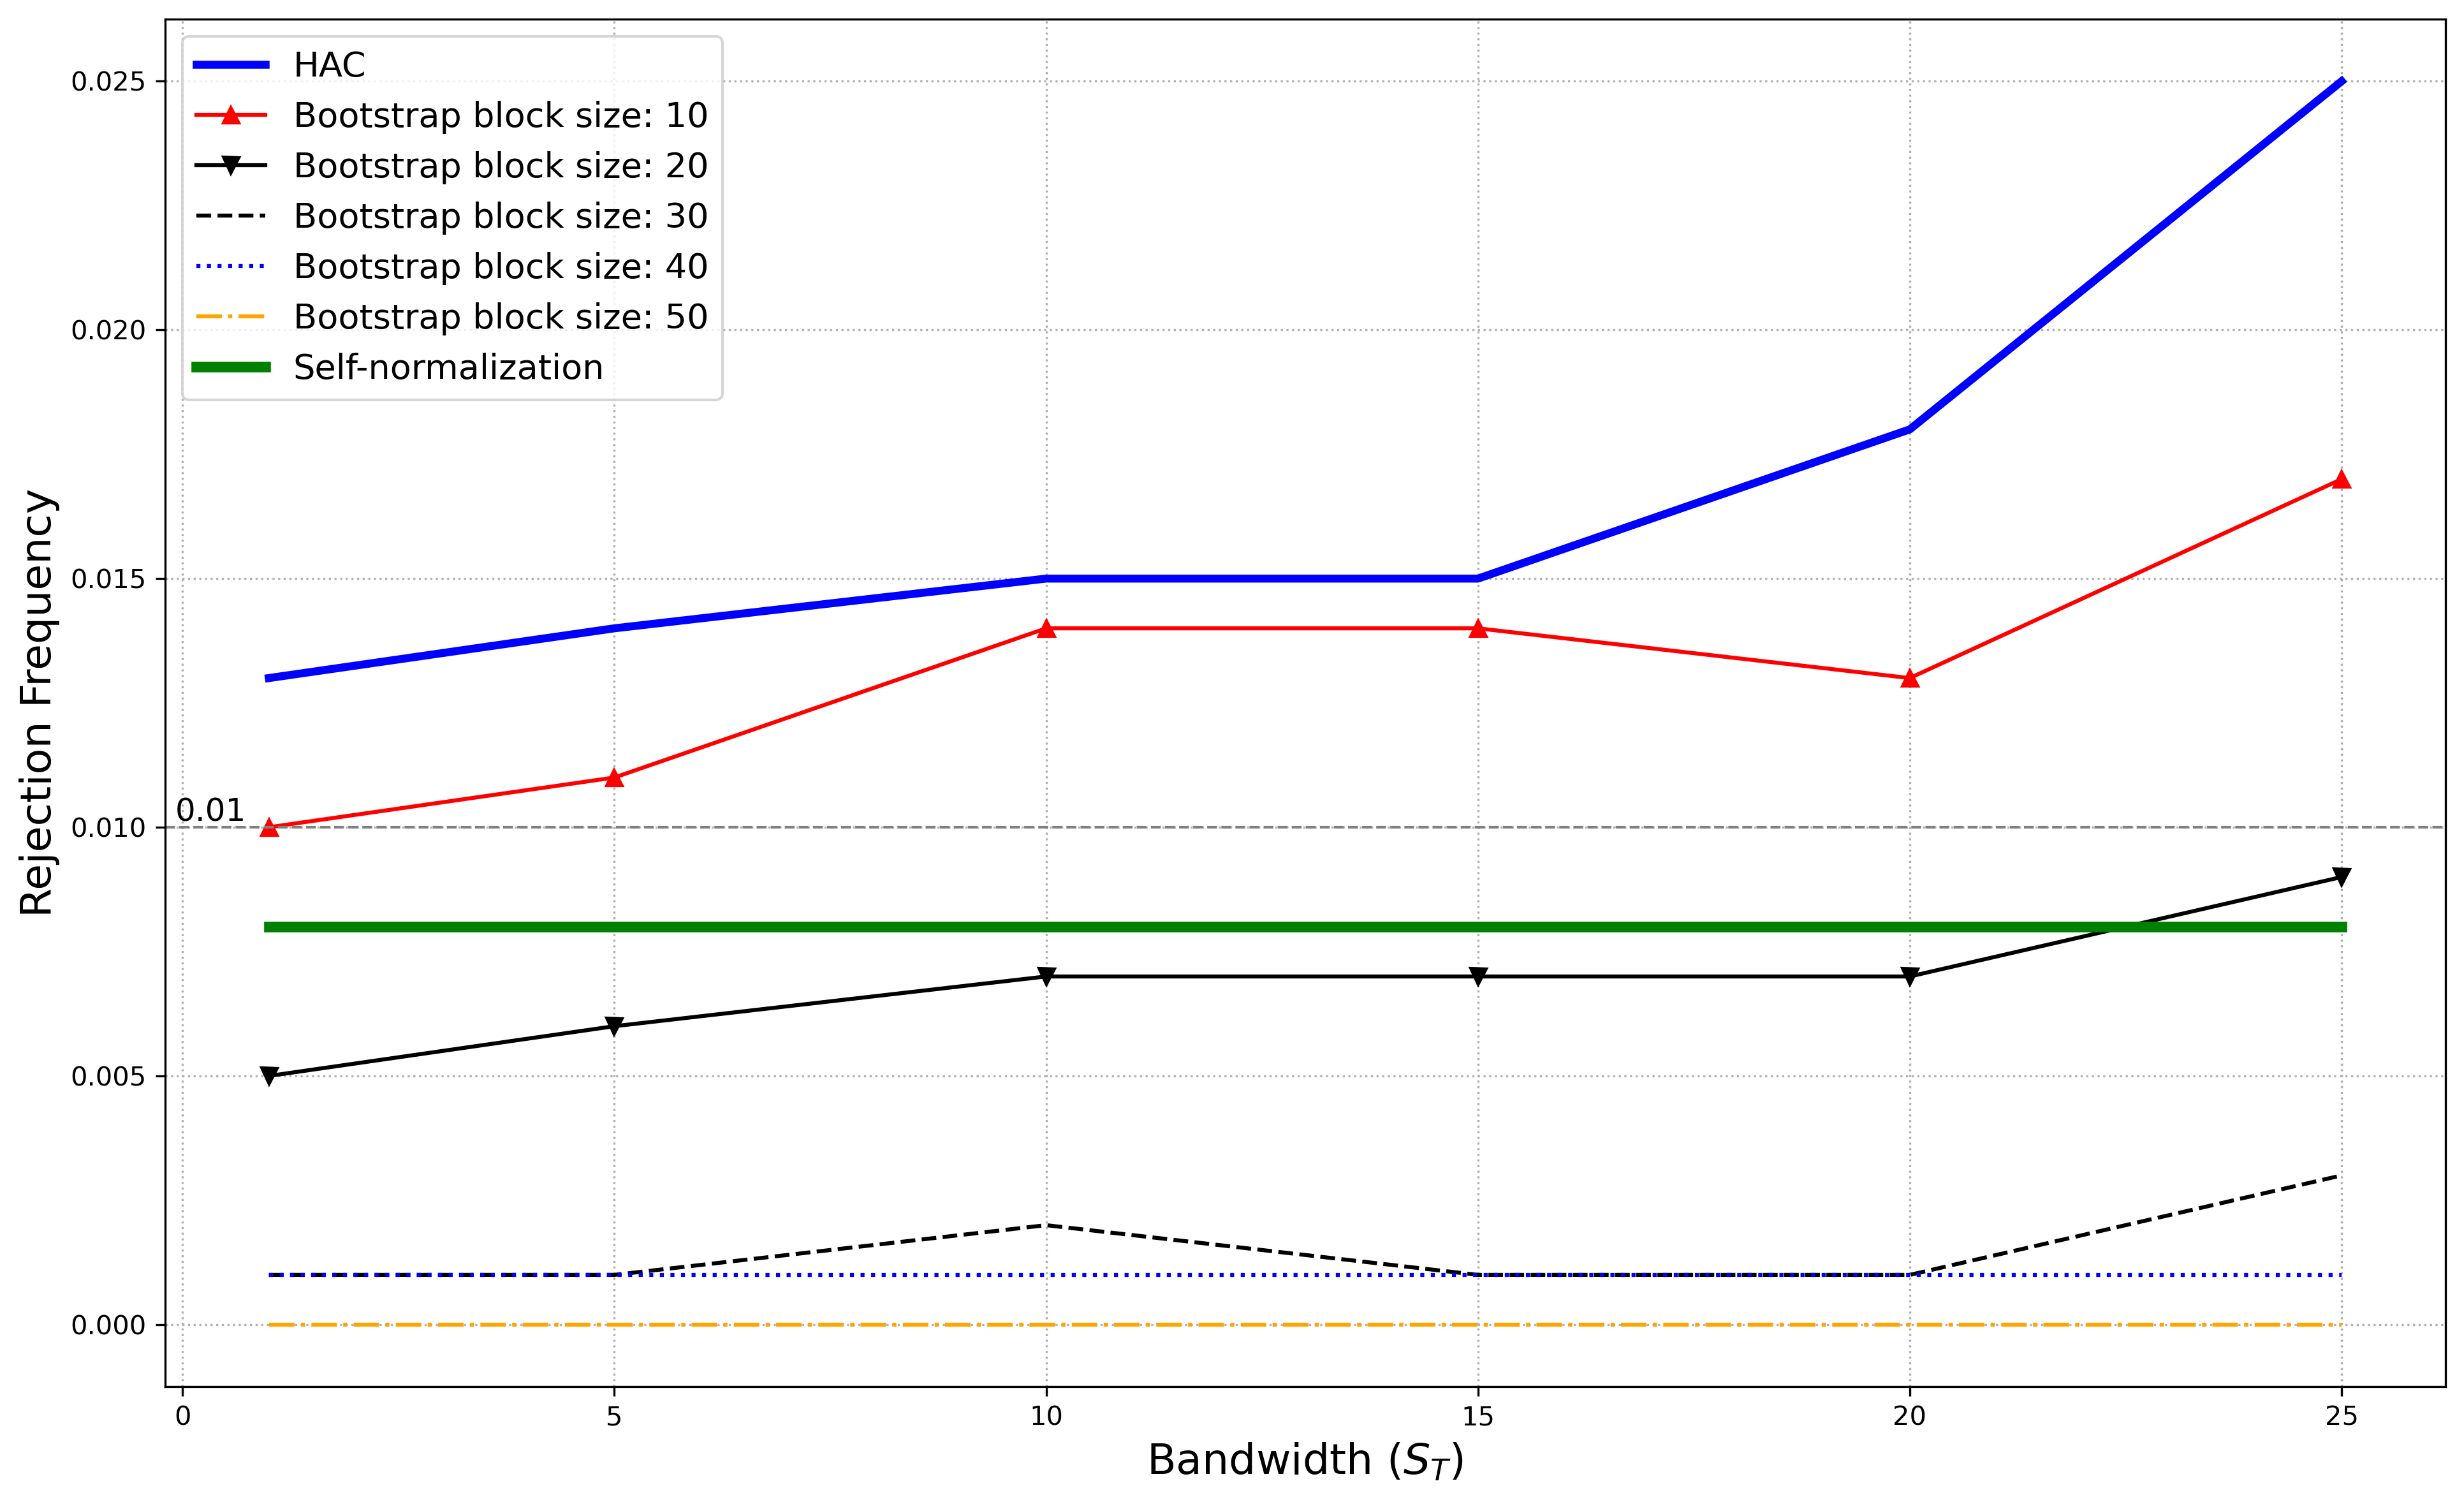 HAC
Bootstrap block size: 10
Bootstrap block size: 20
Bootstrap block size: 30
Bootstrap block size: 40
Bootstrap block size: 50
Self-normalization
Rejection Frequency
0.025
0.020
0.015
0.010
0.005
0.000
0.01
0 5 10 15 20 25
Bandwidth (S_T)